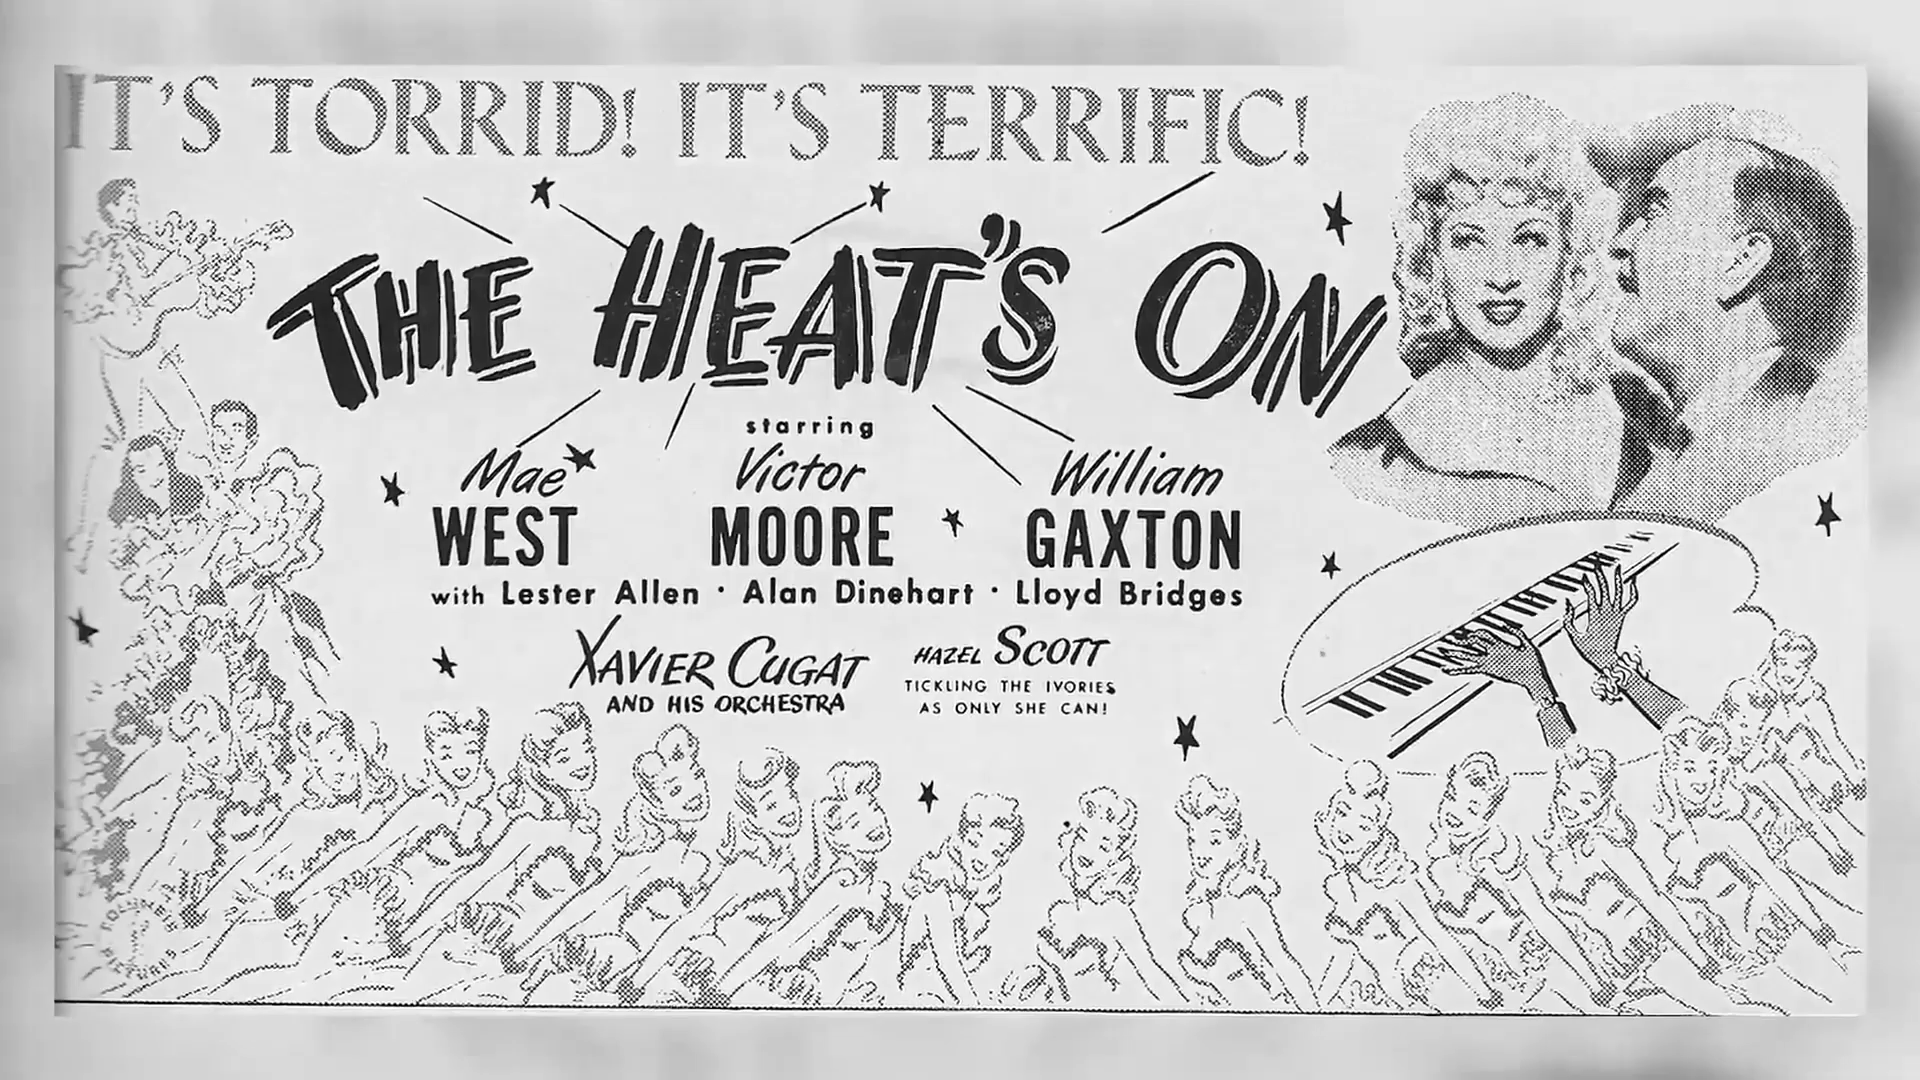 IT'S TORRID! IT'S TERRIFIC!
THE HEAT'S ON
starring
Mae WEST
Victor MOORE
William GAXTON
with Lester Allen · Alan Dinehart · Lloyd Bridges
XAVIER CUGAT
AND HIS ORCHESTRA
HAZEL SCOTT
TICKLING THE IVORIES
AS ONLY SHE CAN!
PICTURES